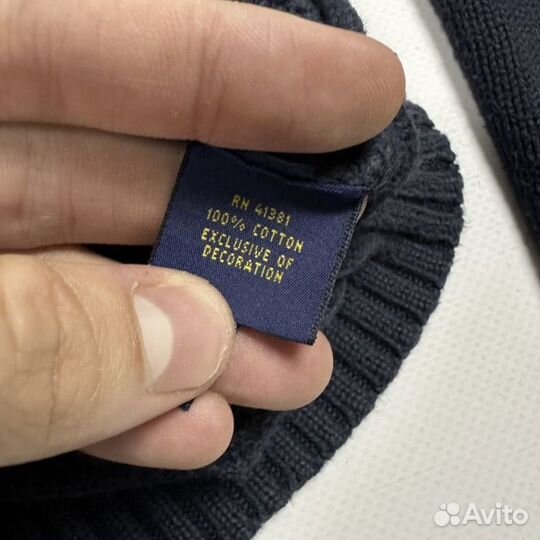 RN 41381
100% COTTON
EXCLUSIVE OF
DECORATION
Avito